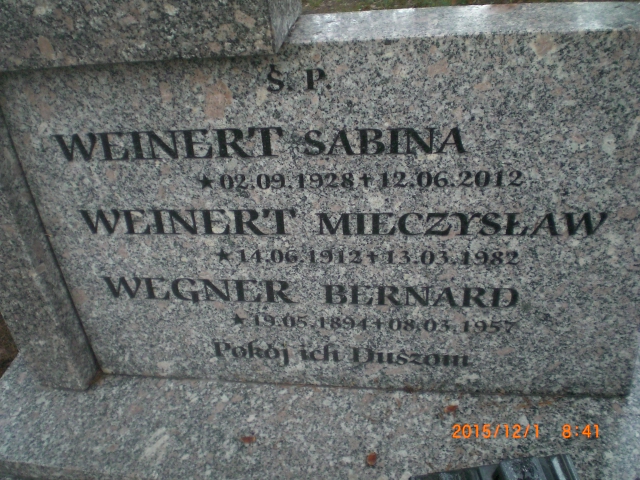 Ś. P.
WEINERT SABINA
★02.09.1928✝12.06.2012
WEINERT MIECZYSŁAW
★14.06.1912✝13.03.1982
WEGNER BERNARD
★19.05.1894✝08.03.1957
Pokój ich Duszom
2015/12/1 8:41